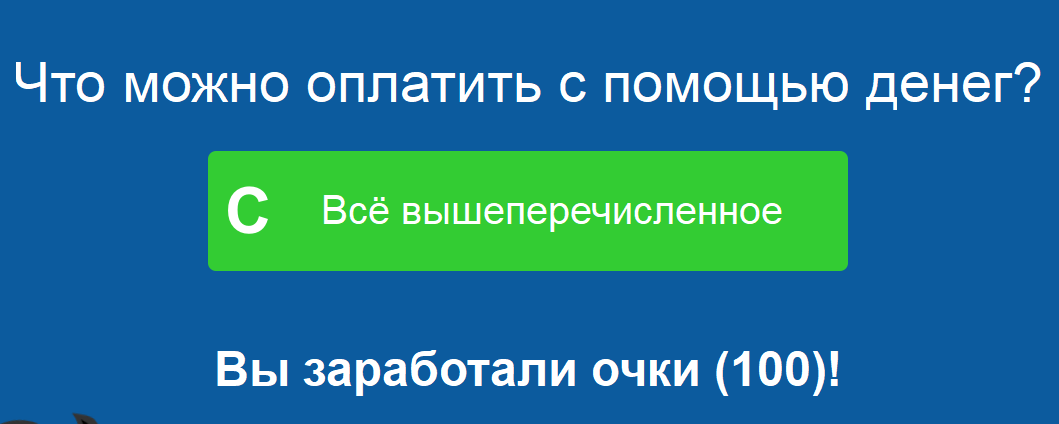 Что можно оплатить с помощью денег?
C Всё вышеперечисленное
Вы заработали очки (100)!